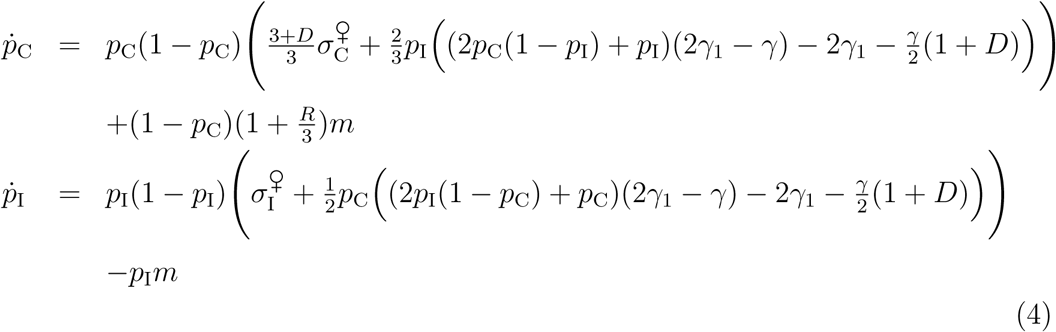 ṗ_C = p_C(1 − p_C)( (3+D)/3 σ_C^♀ + 2/3 p_I( (2p_C(1 − p_I) + p_I)(2γ_1 − γ) − 2γ_1 − γ/2 (1 + D) ) )
+(1 − p_C)(1 + R/3)m
ṗ_I = p_I(1 − p_I)( σ_I^♀ + 1/2 p_C( (2p_I(1 − p_C) + p_C)(2γ_1 − γ) − 2γ_1 − γ/2 (1 + D) ) )
−p_I m
(4)